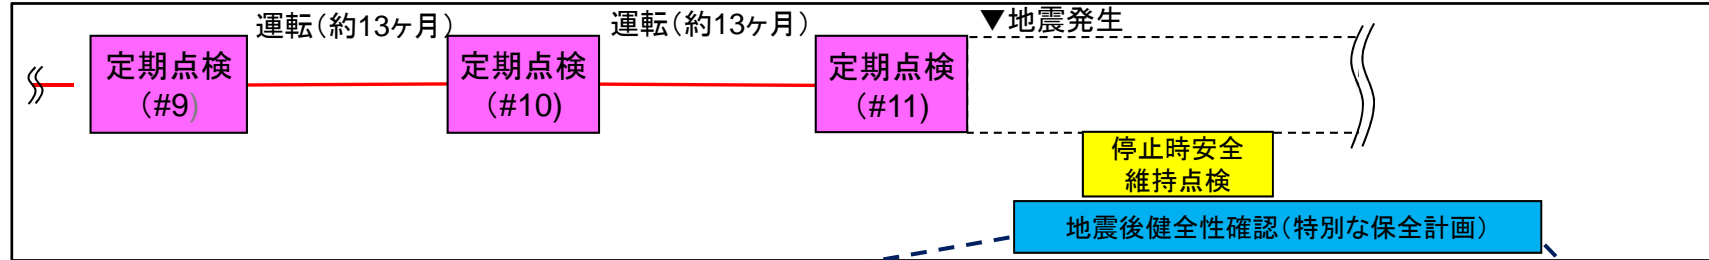 運転(約13ヶ月)
運転(約13ヶ月)
▼地震発生
定期点検
(#9)
定期点検
(#10)
定期点検
(#11)
停止時安全
維持点検
地震後健全性確認(特別な保全計画)